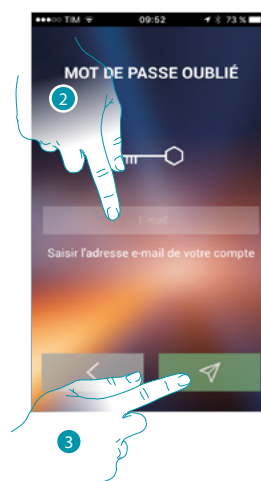 ●●●○○ TIM 09:52 73 %
MOT DE PASSE OUBLIÉ
2
E-mail
Saisir l'adresse e-mail de votre compte
3